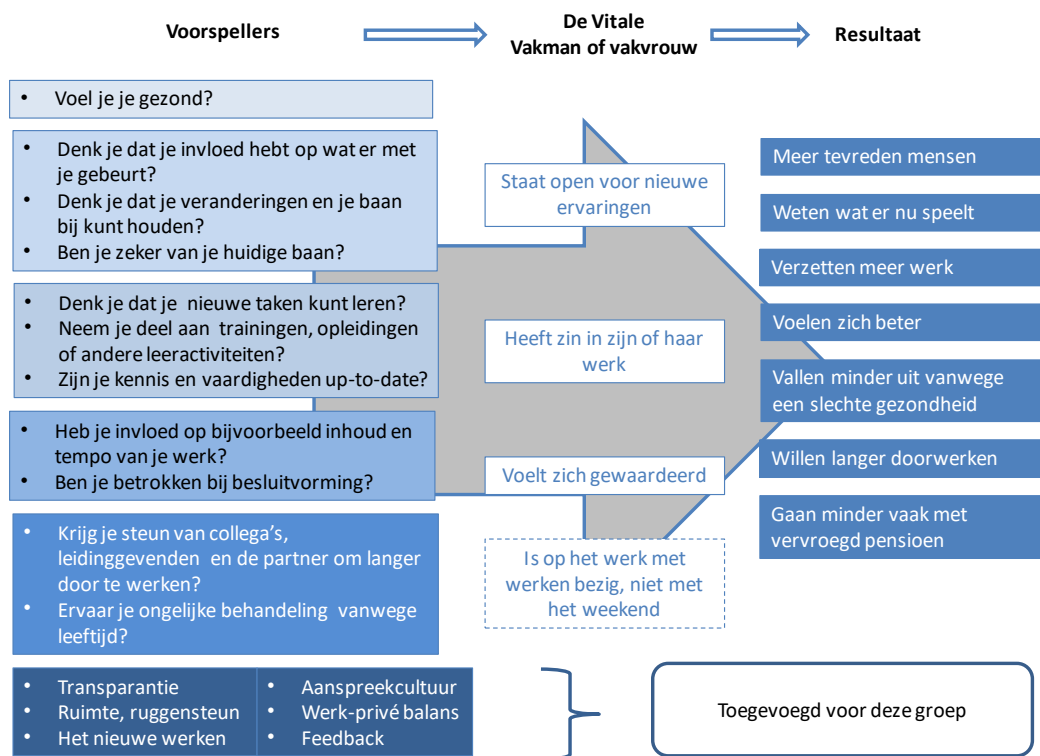 Voorspellers
De Vitale
Vakman of vakvrouw
Resultaat
• Voel je je gezond?
• Denk je dat je invloed hebt op wat er met
je gebeurt?
• Denk je dat je veranderingen en je baan
bij kunt houden?
• Ben je zeker van je huidige baan?
• Denk je dat je nieuwe taken kunt leren?
• Neem je deel aan trainingen, opleidingen
of andere leeractiviteiten?
• Zijn je kennis en vaardigheden up-to-date?
• Heb je invloed op bijvoorbeeld inhoud en
tempo van je werk?
• Ben je betrokken bij besluitvorming?
• Krijg je steun van collega's,
leidinggevenden en de partner om langer
door te werken?
• Ervaar je ongelijke behandeling vanwege
leeftijd?
• Transparantie
• Ruimte, ruggensteun
• Het nieuwe werken
• Aanspreekcultuur
• Werk-privé balans
• Feedback
Staat open voor nieuwe
ervaringen
Heeft zin in zijn of haar
werk
Voelt zich gewaardeerd
Is op het werk met
werken bezig, niet met
het weekend
Meer tevreden mensen
Weten wat er nu speelt
Verzetten meer werk
Voelen zich beter
Vallen minder uit vanwege
een slechte gezondheid
Willen langer doorwerken
Gaan minder vaak met
vervroegd pensioen
Toegevoegd voor deze groep